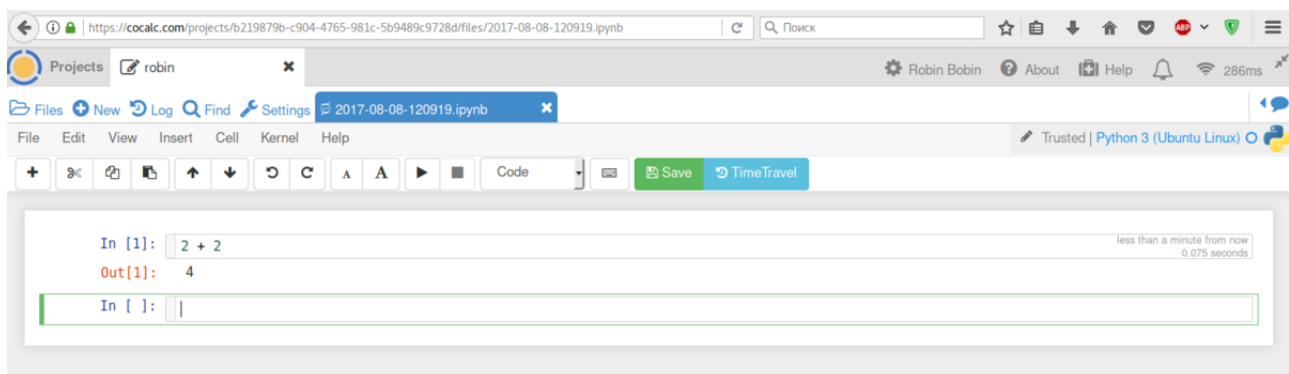 https://cocalc.com/projects/b219879b-c904-4765-981c-5b9489c9728d/files/2017-08-08-120919.ipynb Поиск ABP
Projects robin Robin Bobin About Help 286ms
Files New Log Find Settings 2017-08-08-120919.ipynb
File Edit View Insert Cell Kernel Help Trusted | Python 3 (Ubuntu Linux)
A A Code Save TimeTravel
In [1]: 2 + 2 less than a minute from now
0.075 seconds
Out[1]: 4
In [ ]: